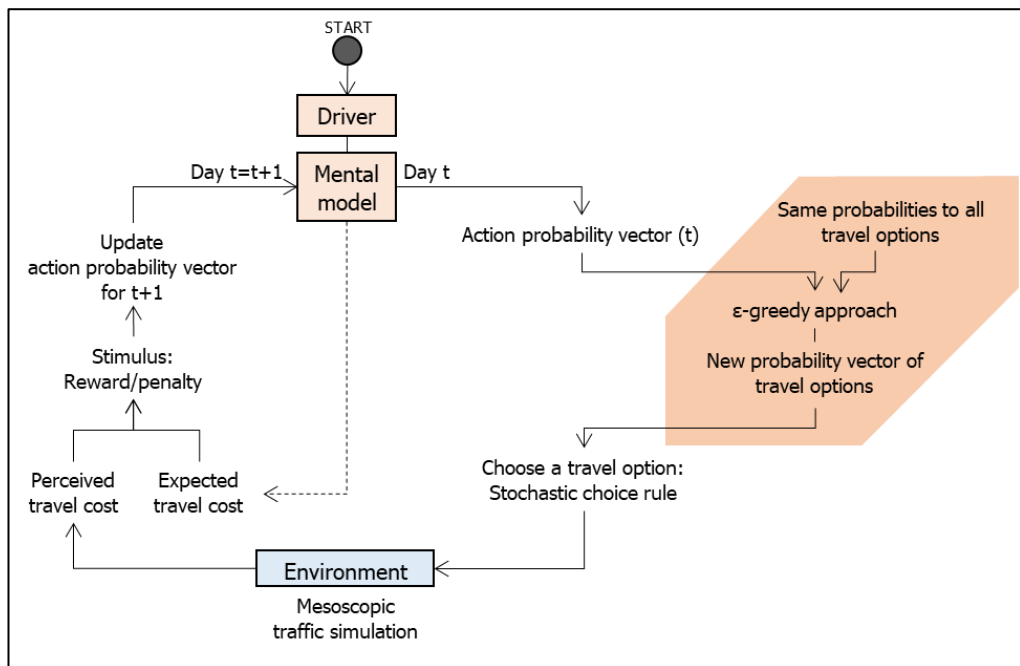 START
Driver
Mental
model
Day t
Action probability vector (t)
Same probabilities to all
travel options
ε-greedy approach
New probability vector of
travel options
Choose a travel option:
Stochastic choice rule
Environment
Mesoscopic
traffic simulation
Perceived
travel cost
Expected
travel cost
Stimulus:
Reward/penalty
Update
action probability vector
for t+1
Day t=t+1